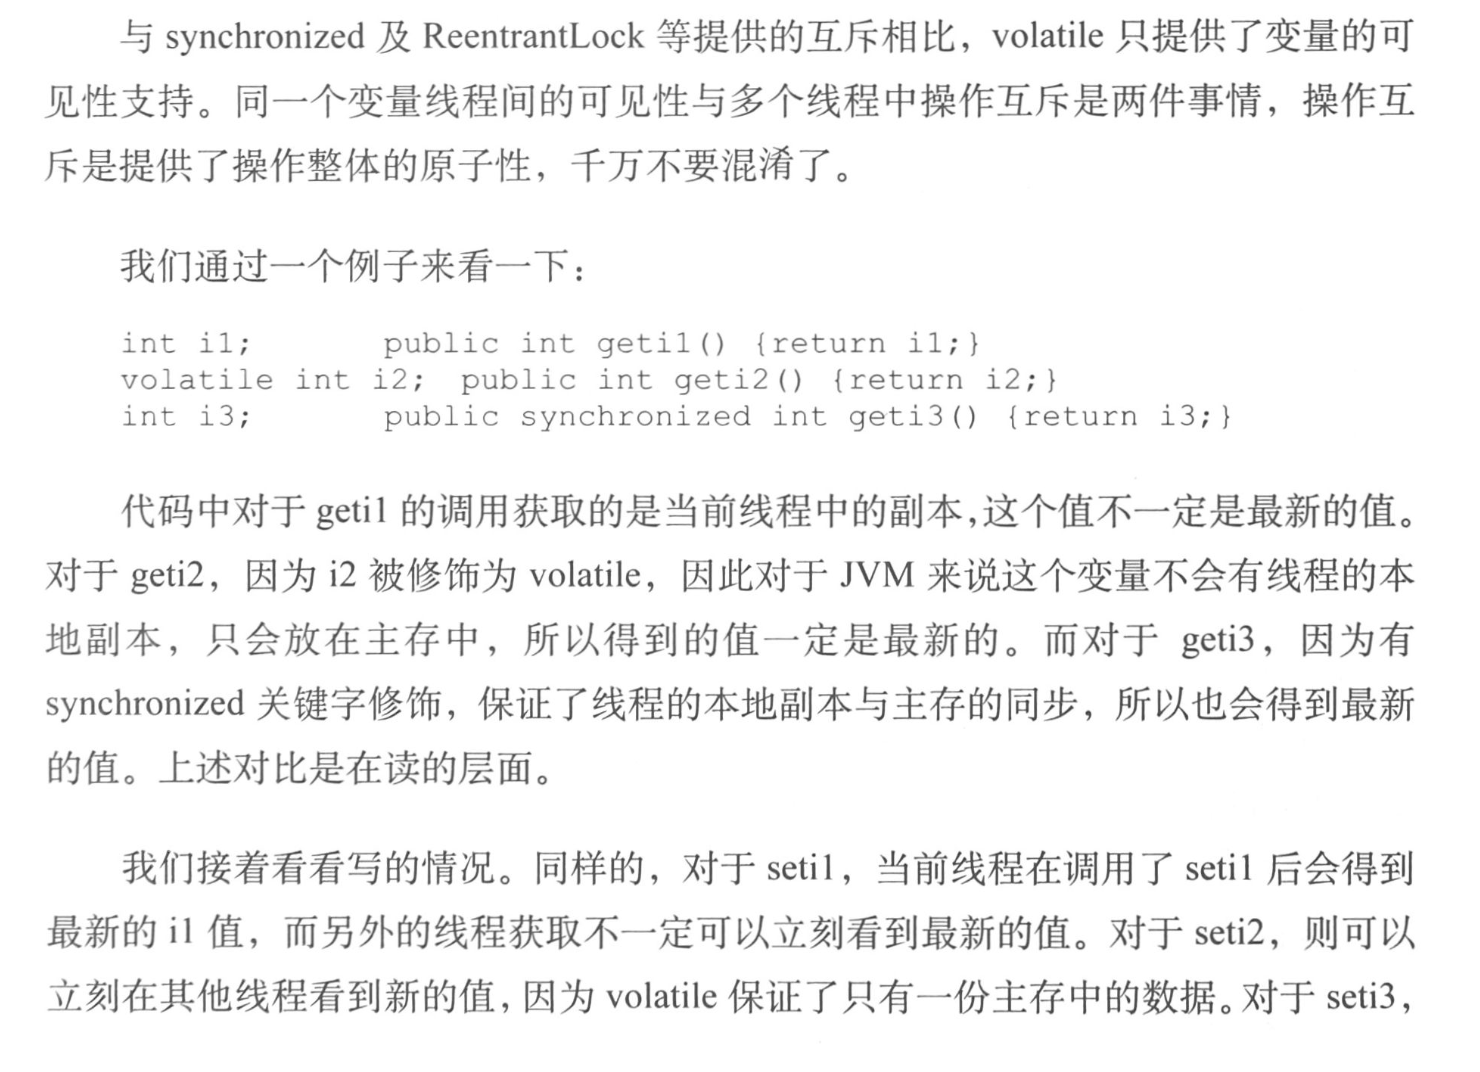 与 synchronized 及 ReentrantLock 等提供的互斥相比，volatile 只提供了变量的可
见性支持。同一个变量线程间的可见性与多个线程中操作互斥是两件事情，操作互
斥是提供了操作整体的原子性，千万不要混淆了。
我们通过一个例子来看一下：
int i1;       public int geti1() {return i1;}
volatile int i2;  public int geti2() {return i2;}
int i3;       public synchronized int geti3() {return i3;}
代码中对于 geti1 的调用获取的是当前线程中的副本，这个值不一定是最新的值。
对于 geti2，因为 i2 被修饰为 volatile，因此对于 JVM 来说这个变量不会有线程的本
地副本，只会放在主存中，所以得到的值一定是最新的。而对于 geti3，因为有
synchronized 关键字修饰，保证了线程的本地副本与主存的同步，所以也会得到最新
的值。上述对比是在读的层面。
我们接着看看写的情况。同样的，对于 seti1，当前线程在调用了 seti1 后会得到
最新的 i1 值，而另外的线程获取不一定可以立刻看到最新的值。对于 seti2，则可以
立刻在其他线程看到新的值，因为 volatile 保证了只有一份主存中的数据。对于 seti3，